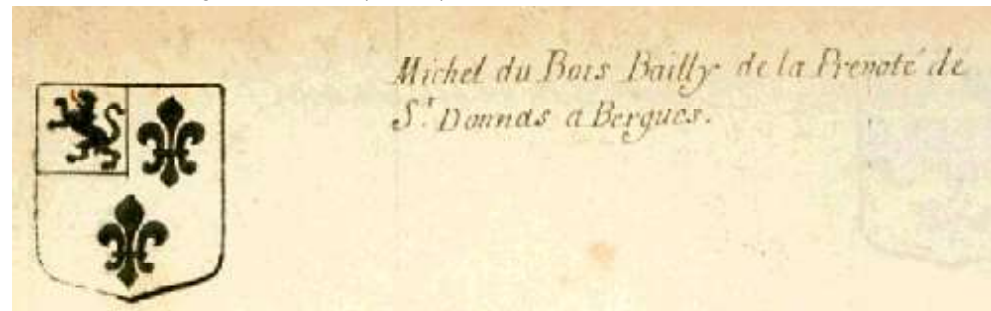 Michel du Bois Bailly de la Prevoté de
S.t Donnas a Bergues.